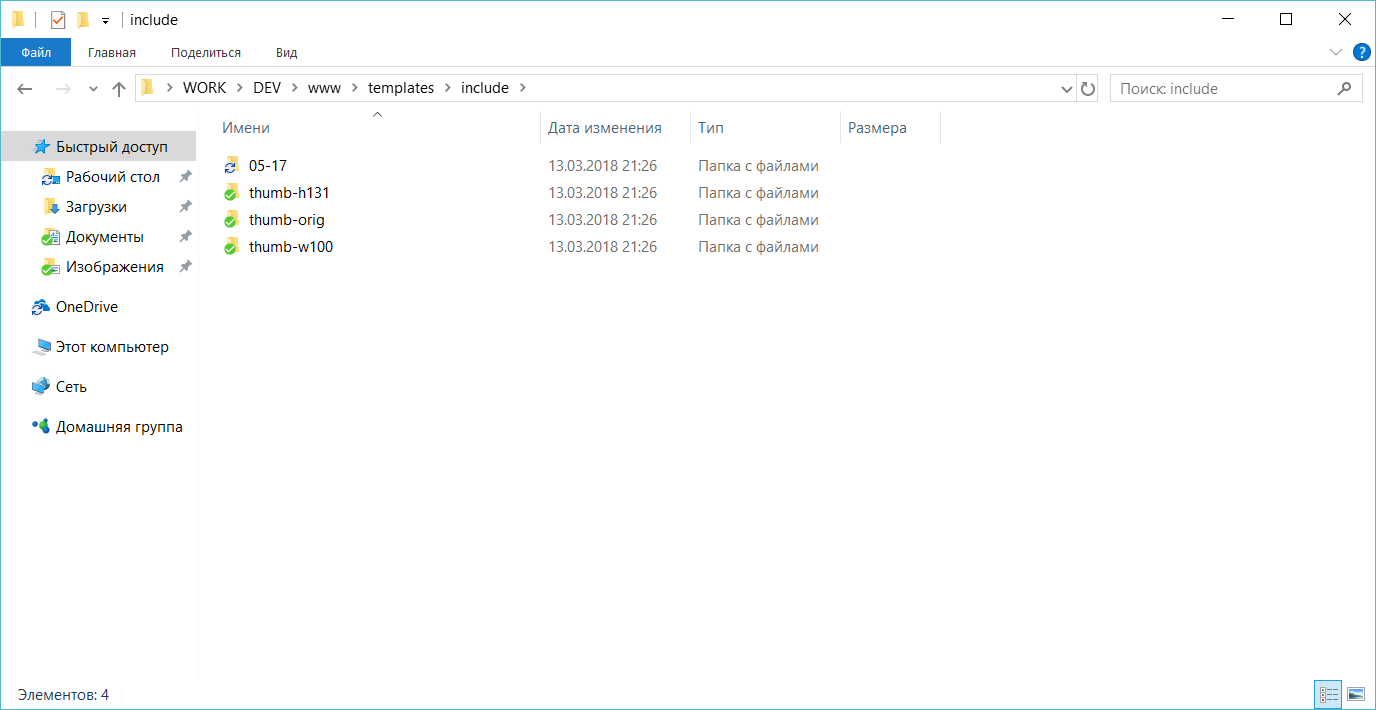 include
Файл Главная Поделиться Вид
WORK DEV www templates include
Поиск: include
Имени Дата изменения Тип Размера
Быстрый доступ
Рабочий стол
Загрузки
Документы
Изображения
OneDrive
Этот компьютер
Сеть
Домашняя группа
05-17 13.03.2018 21:26 Папка с файлами
thumb-h131 13.03.2018 21:26 Папка с файлами
thumb-orig 13.03.2018 21:26 Папка с файлами
thumb-w100 13.03.2018 21:26 Папка с файлами
Элементов: 4